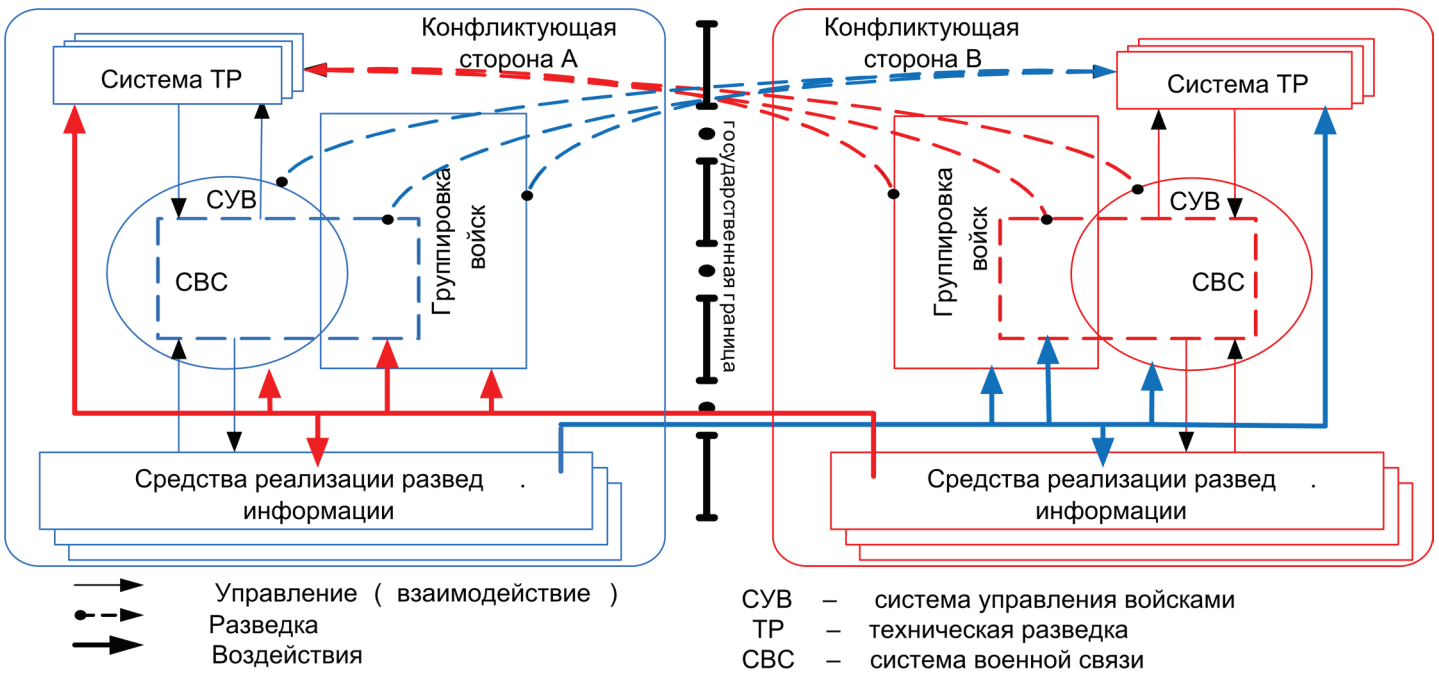 Конфликтующая
сторона А
Система ТР
СУВ
СВС
Группировка
войск
Средства реализации развед .
информации
государственная граница
Конфликтующая
сторона В
Система ТР
СУВ
СВС
Группировка
войск
Средства реализации развед .
информации
Управление ( взаимодействие )
Разведка
Воздействия
СУВ – система управления войсками
ТР – техническая разведка
СВС – система военной связи